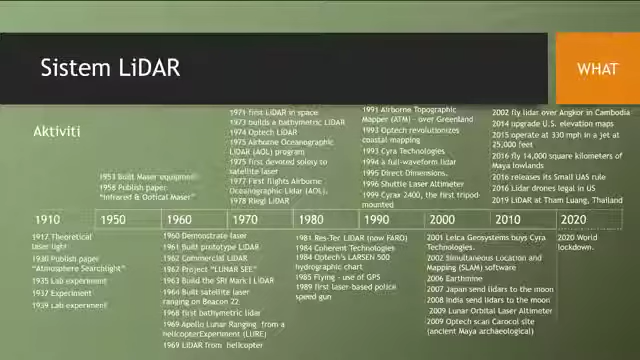 Sistem LiDAR
WHAT
Aktiviti
1953 Built Maser equipment
1958 Publish paper
"Infrared & Optical Maser"
1971 first LiDAR in space
1973 builds a bathymetric LiDAR
1974 Optech LiDAR
1975 Airborne Oceanographic
LiDAR (AOL) program
1975 first devoted solely to
satellite laser
1977 First flights Airborne
Oceanographic Lidar (AOL).
1978 Riegl LiDAR
1991 Airborne Topographic
Mapper (ATM) - over Greenland
1993 Optech revolutionizes
coastal mapping
1993 Cyra Technologies
1994 a full-waveform lidar
1995 Direct Dimensions.
1996 Shuttle Laser Altimeter
1999 Cyrax 2400, the first tripod-
mounted
2002 fly lidar over Angkor in Cambodia
2014 upgrade U.S. elevation maps
2015 operate at 330 mph in a jet at
25,000 feet
2016 fly 14,000 square kilometers of
Maya lowlands
2016 releases its Small UAS rule
2016 Lidar drones legal in US
2019 LiDAR at Tham Luang, Thailand
1910 1950 1960 1970 1980 1990 2000 2010 2020
1917 Theoretical
laser light
1930 Publish paper
"Atmosphere Searchlight"
1935 Lab experiment
1937 Experiment
1939 Lab experiment
1960 Demonstrate laser
1961 Built prototype LiDAR
1962 Commercial LiDAR
1962 Project "LUNAR SEE"
1963 Build the SRI Mark I LiDAR
1964 Built satellite laser
ranging on Beacon 22
1968 first bathymetric lidar
1969 Apollo Lunar Ranging from a
helicopterExperiment (LURE)
1969 LiDAR from helicopter
1981 Res-Tec LiDAR (now FARO)
1984 Coherent Technologies
1984 Optech's LARSEN 500
hydrographic chart
1985 Flying - use of GPS
1989 first laser-based police
speed gun
2001 Leica Geosystems buys Cyra
Technologies.
2002 Simultaneous Location and
Mapping (SLAM) software
2006 Earthmine
2007 Japan send lidars to the moon
2008 India send lidars to the moon
2009 Lunar Orbital Laser Altimeter
2009 Optech scan Carocol site
(ancient Maya archaeological)
2020 World
lockdown.